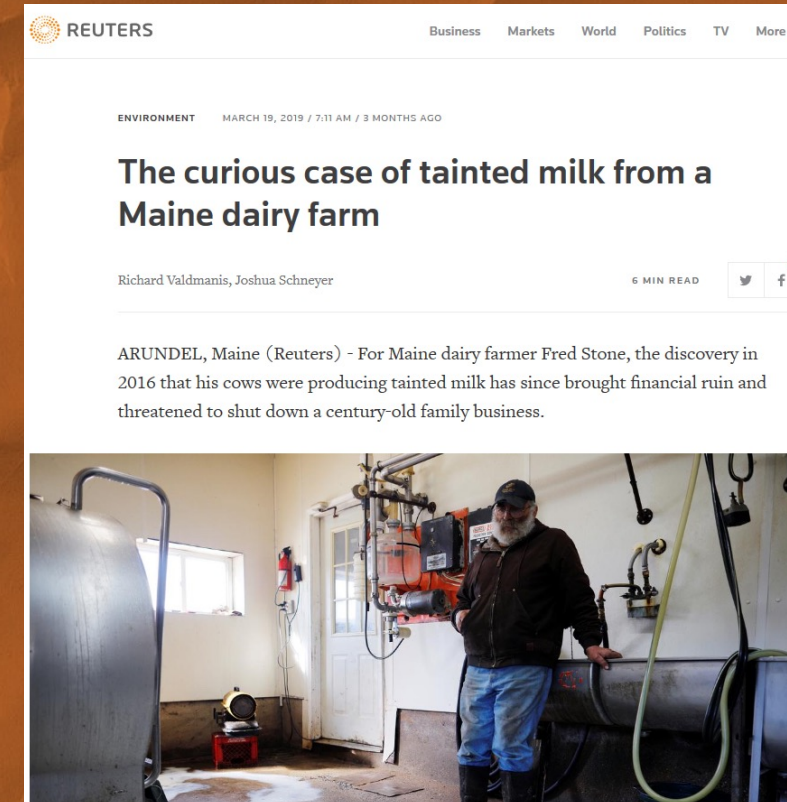 REUTERS
Business Markets World Politics TV More
ENVIRONMENT MARCH 19, 2019 / 7:11 AM / 3 MONTHS AGO
The curious case of tainted milk from a
Maine dairy farm
Richard Valdmanis, Joshua Schneyer
6 MIN READ
ARUNDEL, Maine (Reuters) - For Maine dairy farmer Fred Stone, the discovery in
2016 that his cows were producing tainted milk has since brought financial ruin and
threatened to shut down a century-old family business.